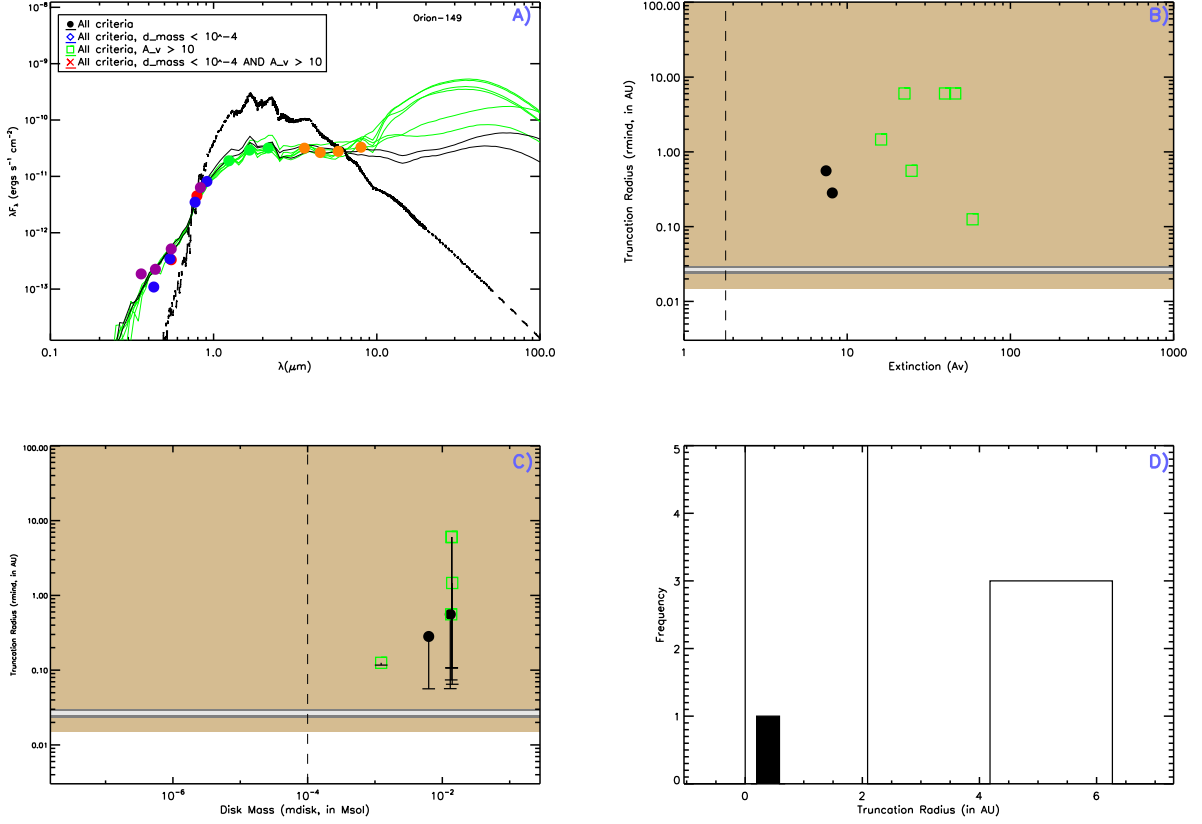 Orion-149
A)
All criteria
All criteria, d_mass < 10^-4
All criteria, A_v > 10
All criteria, d_mass < 10^-4 AND A_v > 10
λFλ (ergs s⁻¹ cm⁻²)
10⁻⁸
10⁻⁹
10⁻¹⁰
10⁻¹¹
10⁻¹²
10⁻¹³
0.1 1.0 10.0 100.0
λ(μm)
B)
Truncation Radius (rmind, in AU)
100.00
10.00
1.00
0.10
0.01
1 10 100 1000
Extinction (Av)
C)
Truncation Radius (rmind, in AU)
100.00
10.00
1.00
0.10
0.01
10⁻⁶ 10⁻⁴ 10⁻²
Disk Mass (mdisk, in Msol)
D)
Frequency
5
4
3
2
1
0
0 2 4 6
Truncation Radius (in AU)